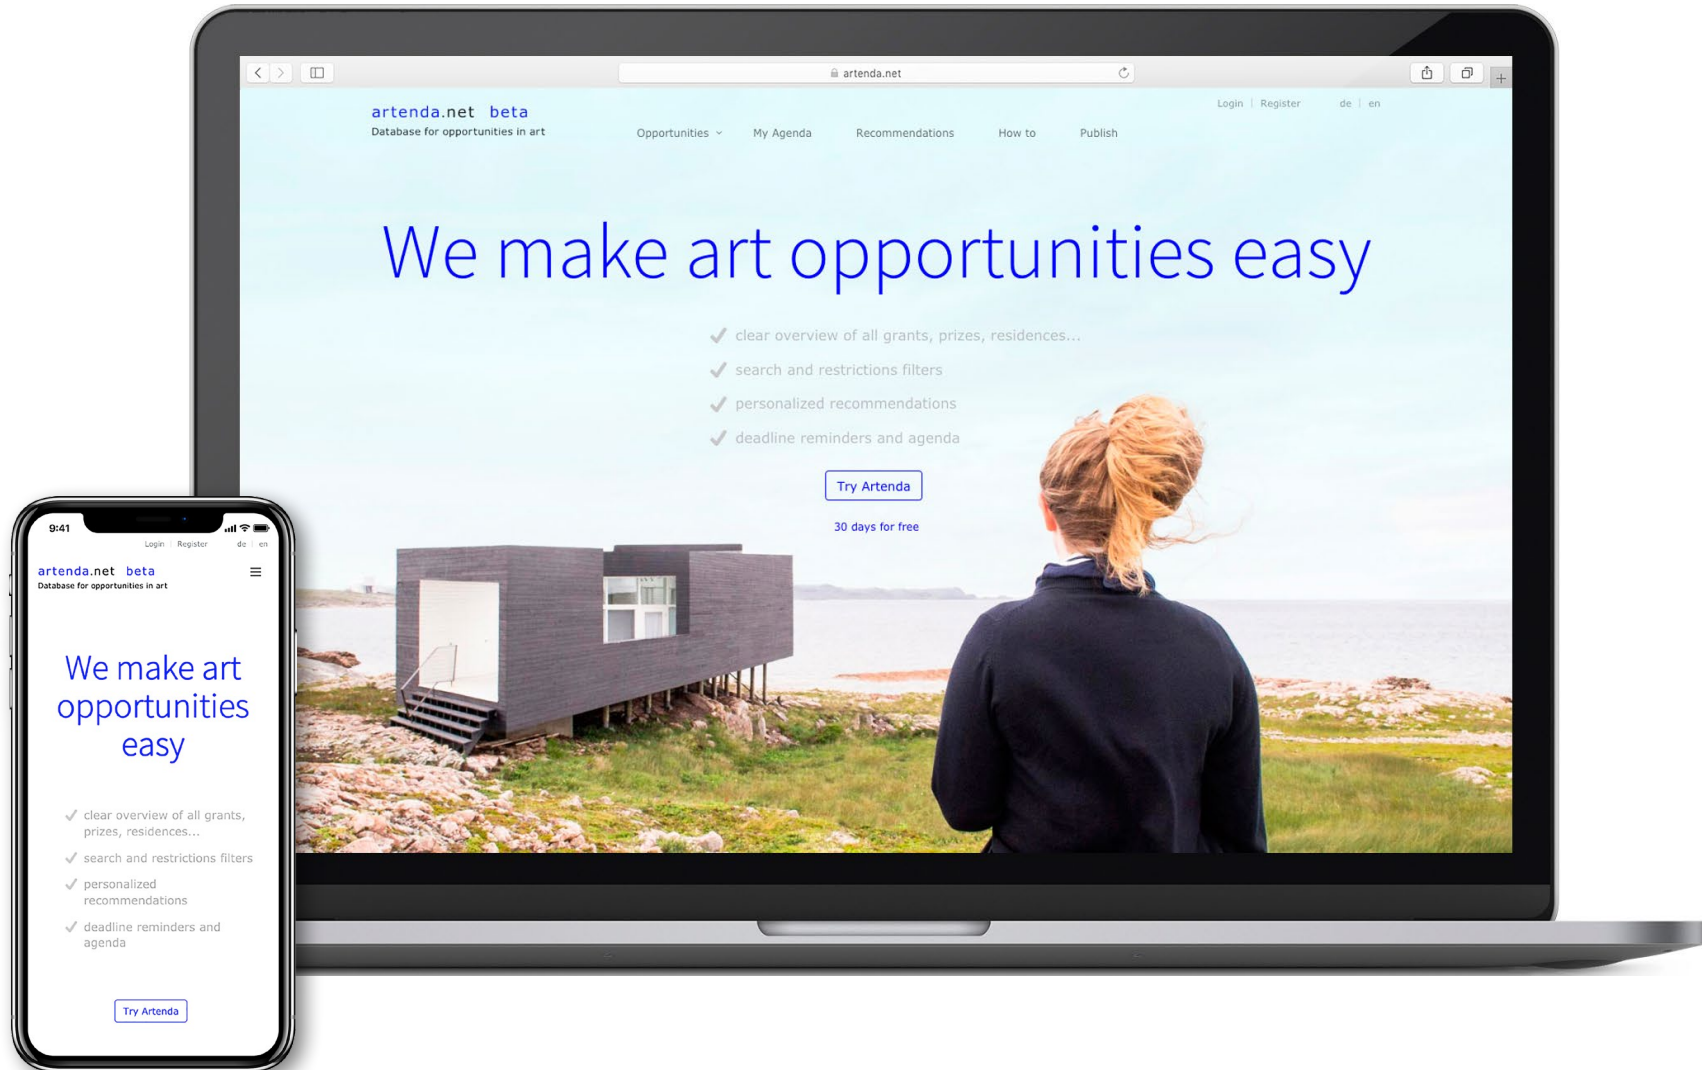 artenda.net
artenda.net beta
Database for opportunities in art
Login | Register de | en
Opportunities My Agenda Recommendations How to Publish
We make art opportunities easy
clear overview of all grants, prizes, residences...
search and restrictions filters
personalized recommendations
deadline reminders and agenda
Try Artenda
30 days for free
9:41
Login | Register de | en
artenda.net beta
Database for opportunities in art
We make art
opportunities
easy
clear overview of all grants,
prizes, residences...
search and restrictions filters
personalized
recommendations
deadline reminders and
agenda
Try Artenda